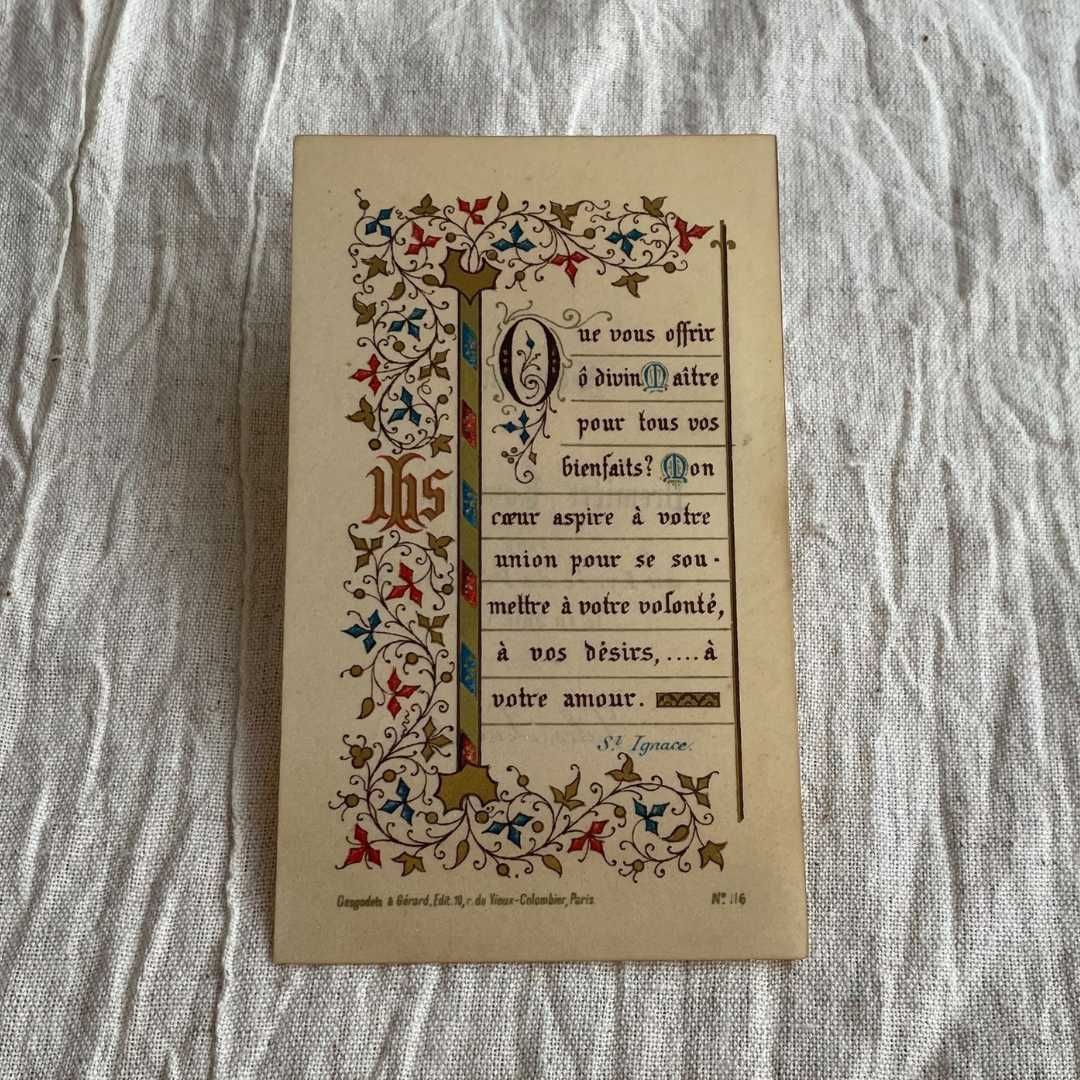 IHS
Que vous offrir
ô divin Maître
pour tous vos
bienfaits? Mon
cœur aspire à votre
union pour se sou-
mettre à votre volonté,
à vos désirs,....à
votre amour.
St Ignace.
Desgodets & Gérard, Edit. 10, r. du Vieux-Colombier, Paris
No 116